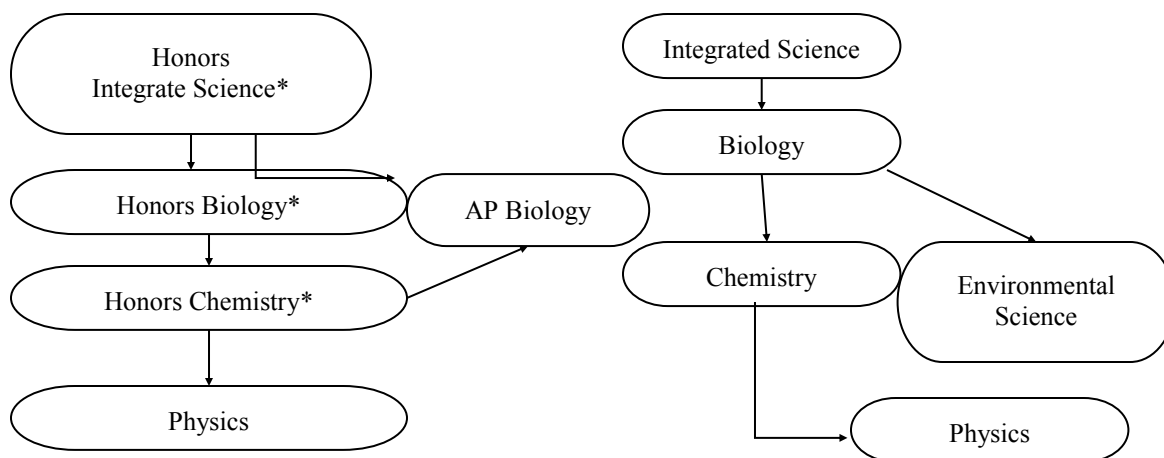 Honors
Integrate Science*
Honors Biology*
AP Biology
Honors Chemistry*
Physics
Integrated Science
Biology
Chemistry
Environmental
Science
Physics